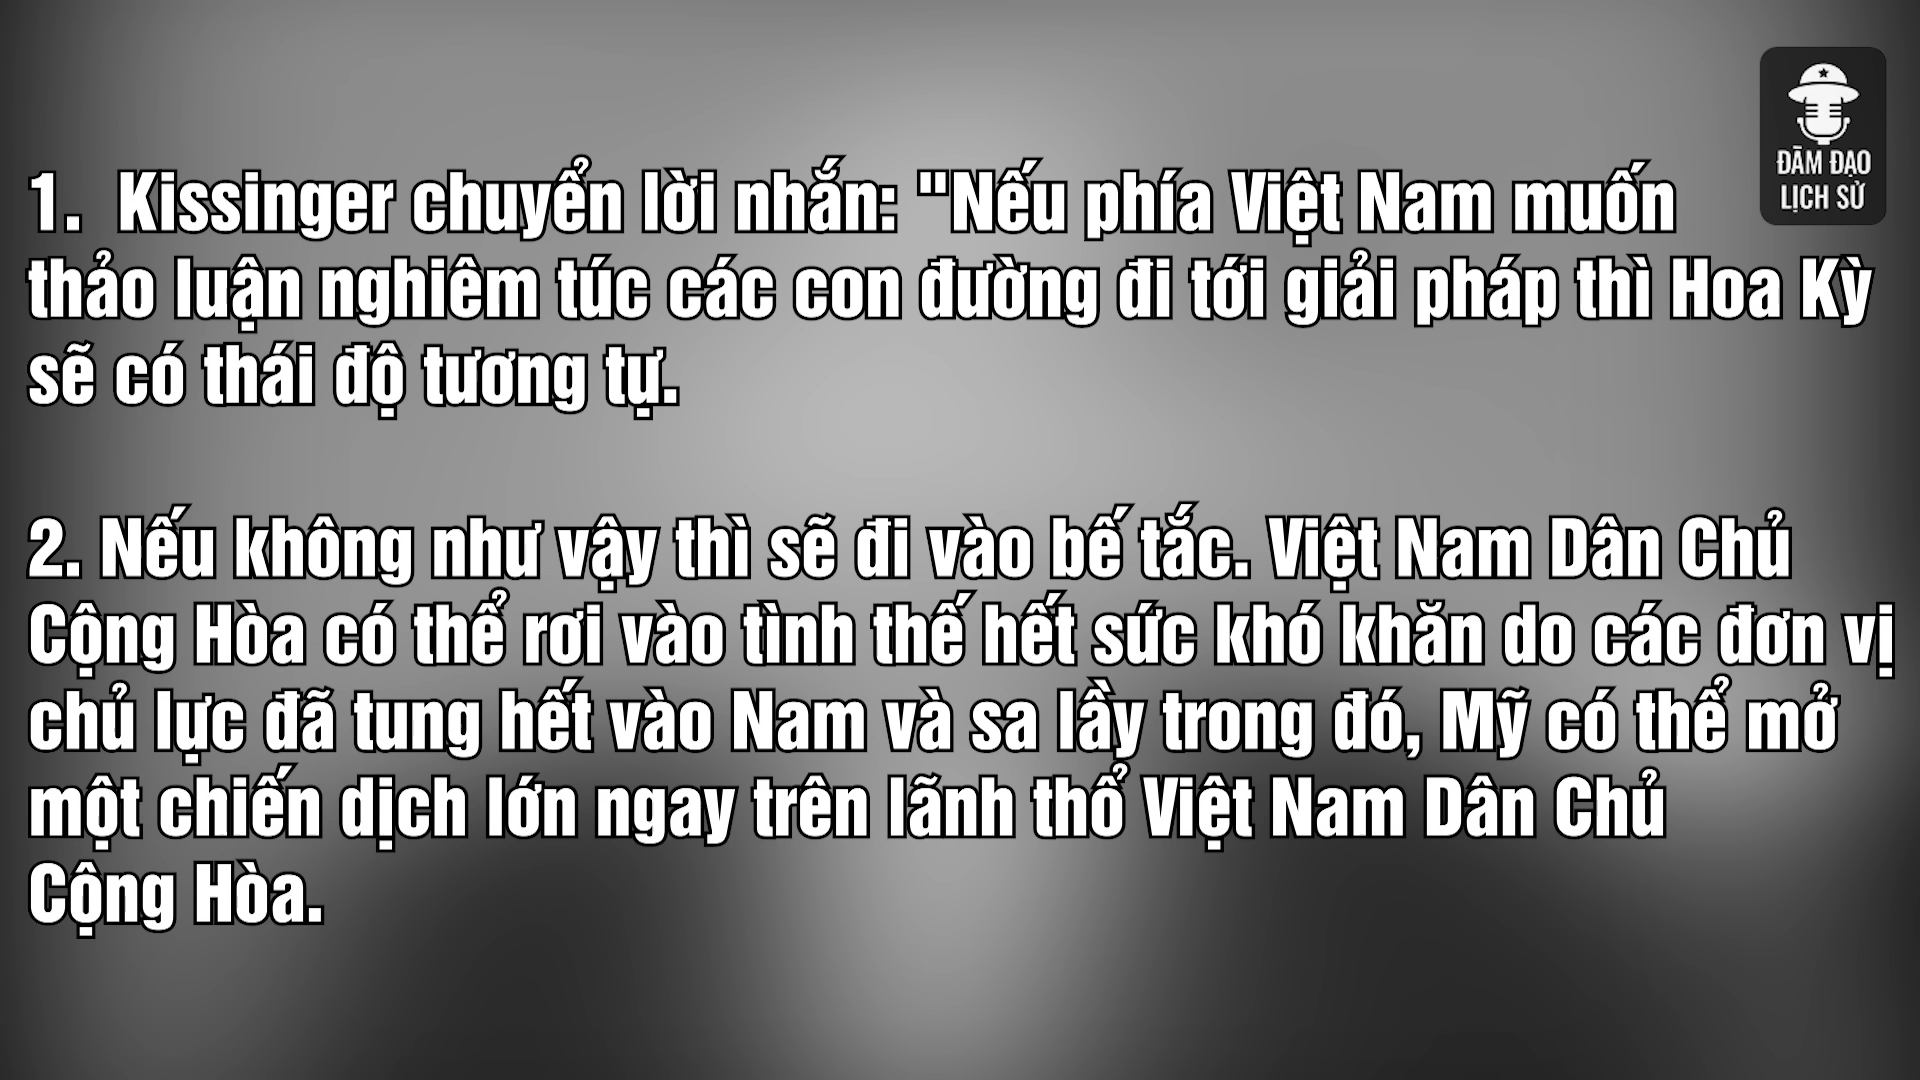 ĐÀM ĐẠO
LỊCH SỬ
1. Kissinger chuyển lời nhắn: "Nếu phía Việt Nam muốn
thảo luận nghiêm túc các con đường đi tới giải pháp thì Hoa Kỳ
sẽ có thái độ tương tự.
2. Nếu không như vậy thì sẽ đi vào bế tắc. Việt Nam Dân Chủ
Cộng Hòa có thể rơi vào tình thế hết sức khó khăn do các đơn vị
chủ lực đã tung hết vào Nam và sa lầy trong đó, Mỹ có thể mở
một chiến dịch lớn ngay trên lãnh thổ Việt Nam Dân Chủ
Cộng Hòa.